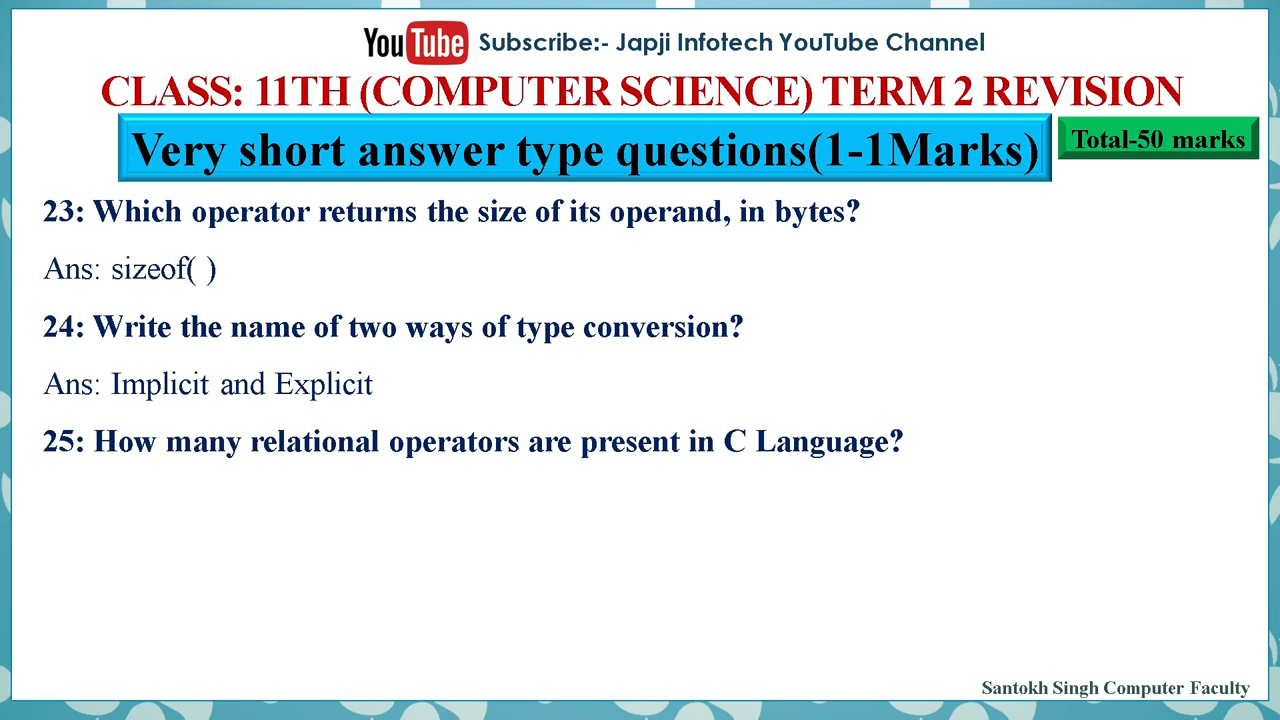 YouTube Subscribe:- Japji Infotech YouTube Channel
CLASS: 11TH (COMPUTER SCIENCE) TERM 2 REVISION
Very short answer type questions(1-1Marks)
Total-50 marks
23: Which operator returns the size of its operand, in bytes?
Ans: sizeof( )
24: Write the name of two ways of type conversion?
Ans: Implicit and Explicit
25: How many relational operators are present in C Language?
Santokh Singh Computer Faculty